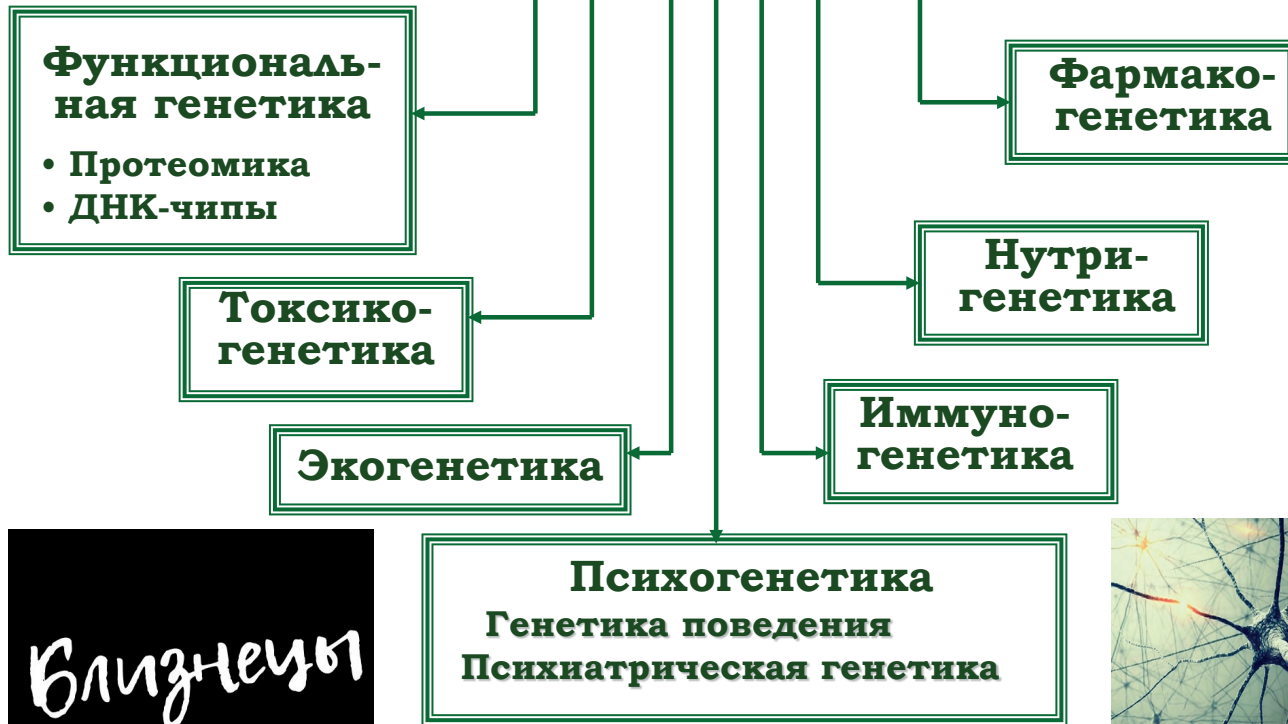 Функциональ-
ная генетика
• Протеомика
• ДНК-чипы
Фармако-
генетика
Нутри-
генетика
Токсико-
генетика
Иммуно-
генетика
Экогенетика
Психогенетика
Генетика поведения
Психиатрическая генетика
Близнецы